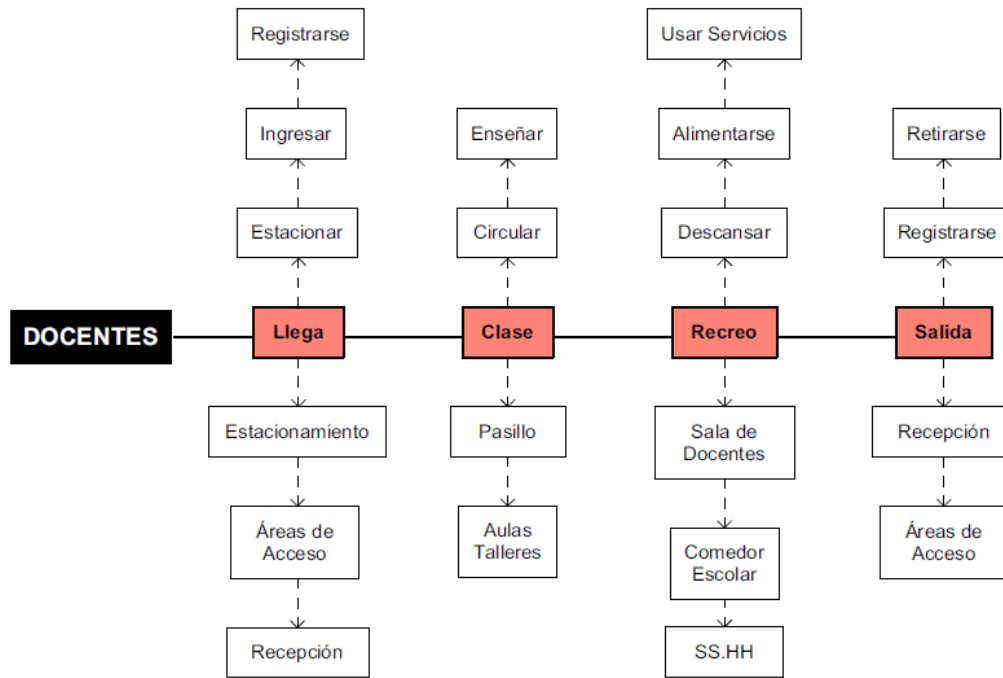 Registrarse
Usar Servicios
Ingresar
Enseñar
Alimentarse
Retirarse
Estacionar
Circular
Descansar
Registrarse
DOCENTES
Llega
Clase
Recreo
Salida
Estacionamiento
Pasillo
Sala de
Docentes
Recepción
Áreas de
Acceso
Aulas
Talleres
Comedor
Escolar
Áreas de
Acceso
Recepción
SS.HH